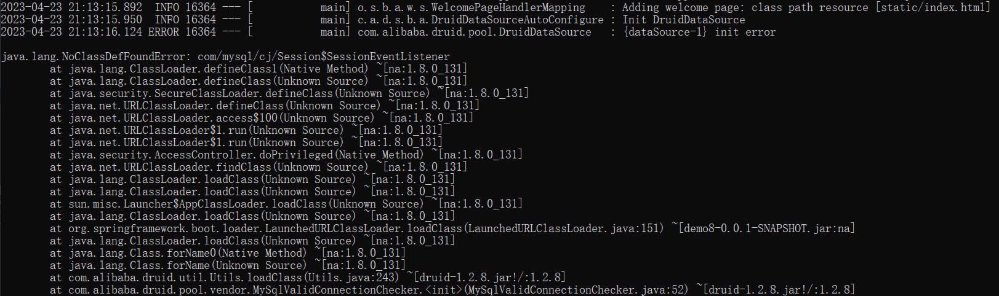 2023-04-23 21:13:15.892  INFO 16364 --- [           main] o.s.b.a.w.s.WelcomePageHandlerMapping    : Adding welcome page: class path resource [static/index.html]
2023-04-23 21:13:15.950  INFO 16364 --- [           main] c.a.d.s.b.a.DruidDataSourceAutoConfigure : Init DruidDataSource
2023-04-23 21:13:16.124 ERROR 16364 --- [           main] com.alibaba.druid.pool.DruidDataSource   : {dataSource-1} init error
java.lang.NoClassDefFoundError: com/mysql/cj/Session$SessionEventListener
        at java.lang.ClassLoader.defineClass1(Native Method) ~[na:1.8.0_131]
        at java.lang.ClassLoader.defineClass(Unknown Source) ~[na:1.8.0_131]
        at java.security.SecureClassLoader.defineClass(Unknown Source) ~[na:1.8.0_131]
        at java.net.URLClassLoader.defineClass(Unknown Source) ~[na:1.8.0_131]
        at java.net.URLClassLoader.access$100(Unknown Source) ~[na:1.8.0_131]
        at java.net.URLClassLoader$1.run(Unknown Source) ~[na:1.8.0_131]
        at java.net.URLClassLoader$1.run(Unknown Source) ~[na:1.8.0_131]
        at java.security.AccessController.doPrivileged(Native Method) ~[na:1.8.0_131]
        at java.net.URLClassLoader.findClass(Unknown Source) ~[na:1.8.0_131]
        at java.lang.ClassLoader.loadClass(Unknown Source) ~[na:1.8.0_131]
        at java.lang.ClassLoader.loadClass(Unknown Source) ~[na:1.8.0_131]
        at sun.misc.Launcher$AppClassLoader.loadClass(Unknown Source) ~[na:1.8.0_131]
        at java.lang.ClassLoader.loadClass(Unknown Source) ~[na:1.8.0_131]
        at org.springframework.boot.loader.LaunchedURLClassLoader.loadClass(LaunchedURLClassLoader.java:151) ~[demo8-0.0.1-SNAPSHOT.jar:na]
        at java.lang.ClassLoader.loadClass(Unknown Source) ~[na:1.8.0_131]
        at java.lang.Class.forName0(Native Method) ~[na:1.8.0_131]
        at java.lang.Class.forName(Unknown Source) ~[na:1.8.0_131]
        at com.alibaba.druid.util.Utils.loadClass(Utils.java:243) ~[druid-1.2.8.jar!/:1.2.8]
        at com.alibaba.druid.pool.vendor.MySqlValidConnectionChecker.<init>(MySqlValidConnectionChecker.java:52) ~[druid-1.2.8.jar!/:1.2.8]